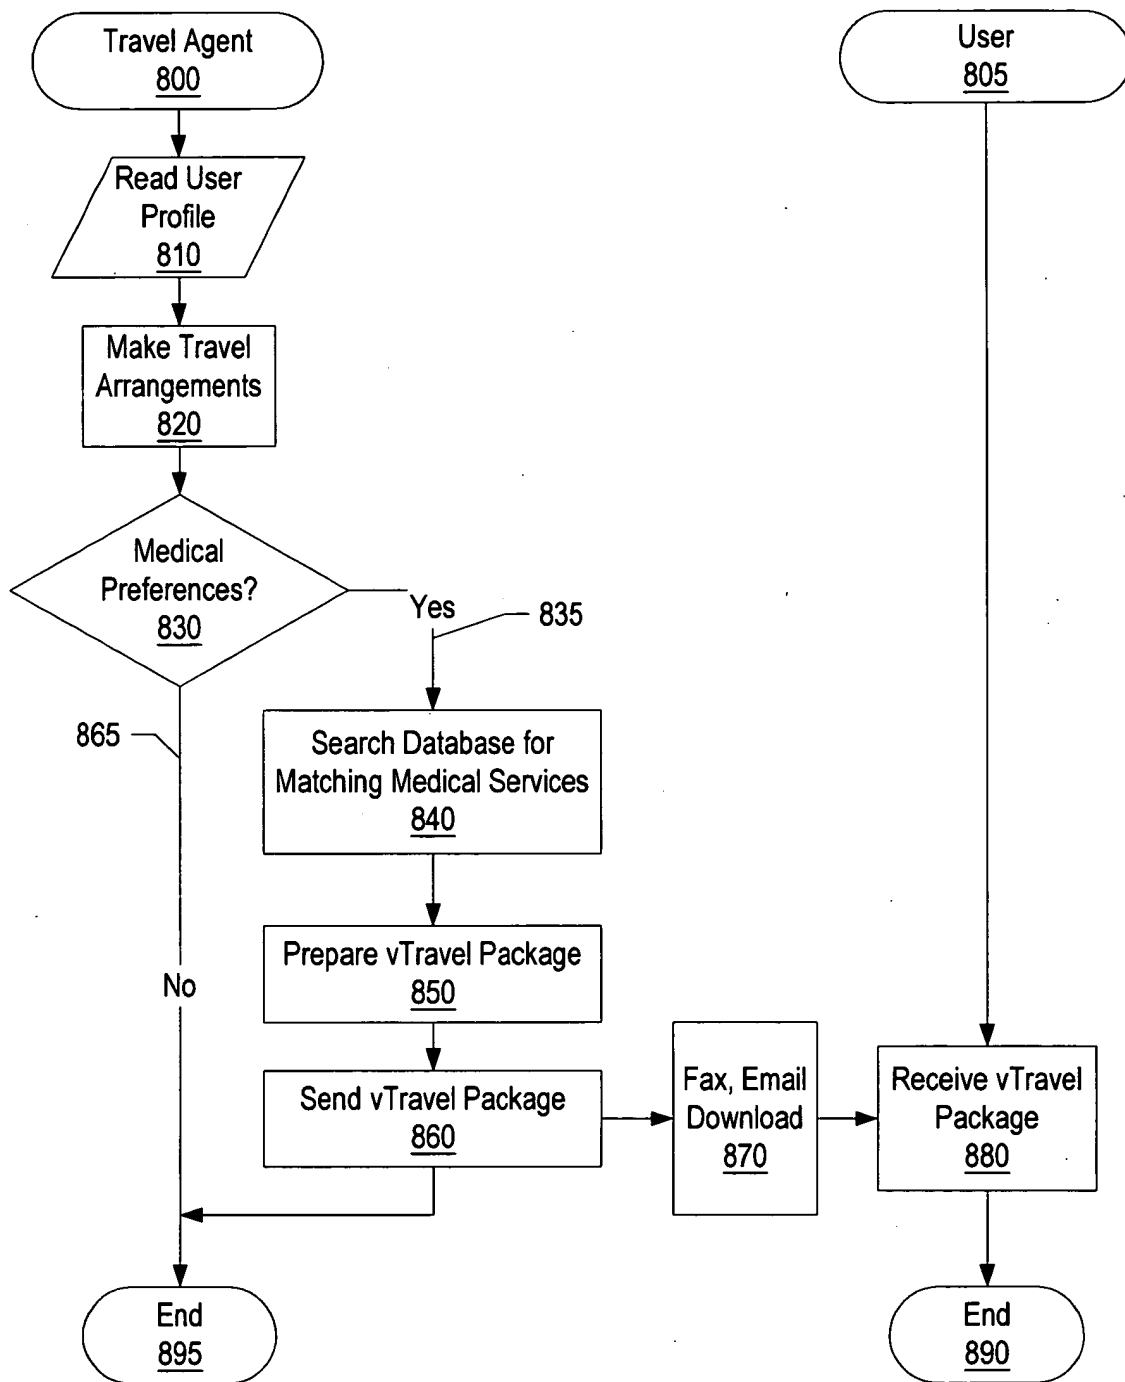 Travel Agent
800
User
805
Read User
Profile
810
Make Travel
Arrangements
820
Medical
Preferences?
830
Yes
835
865
Search Database for
Matching Medical Services
840
No
Prepare vTravel Package
850
Send vTravel Package
860
Fax, Email
Download
870
Receive vTravel
Package
880
End
895
End
890